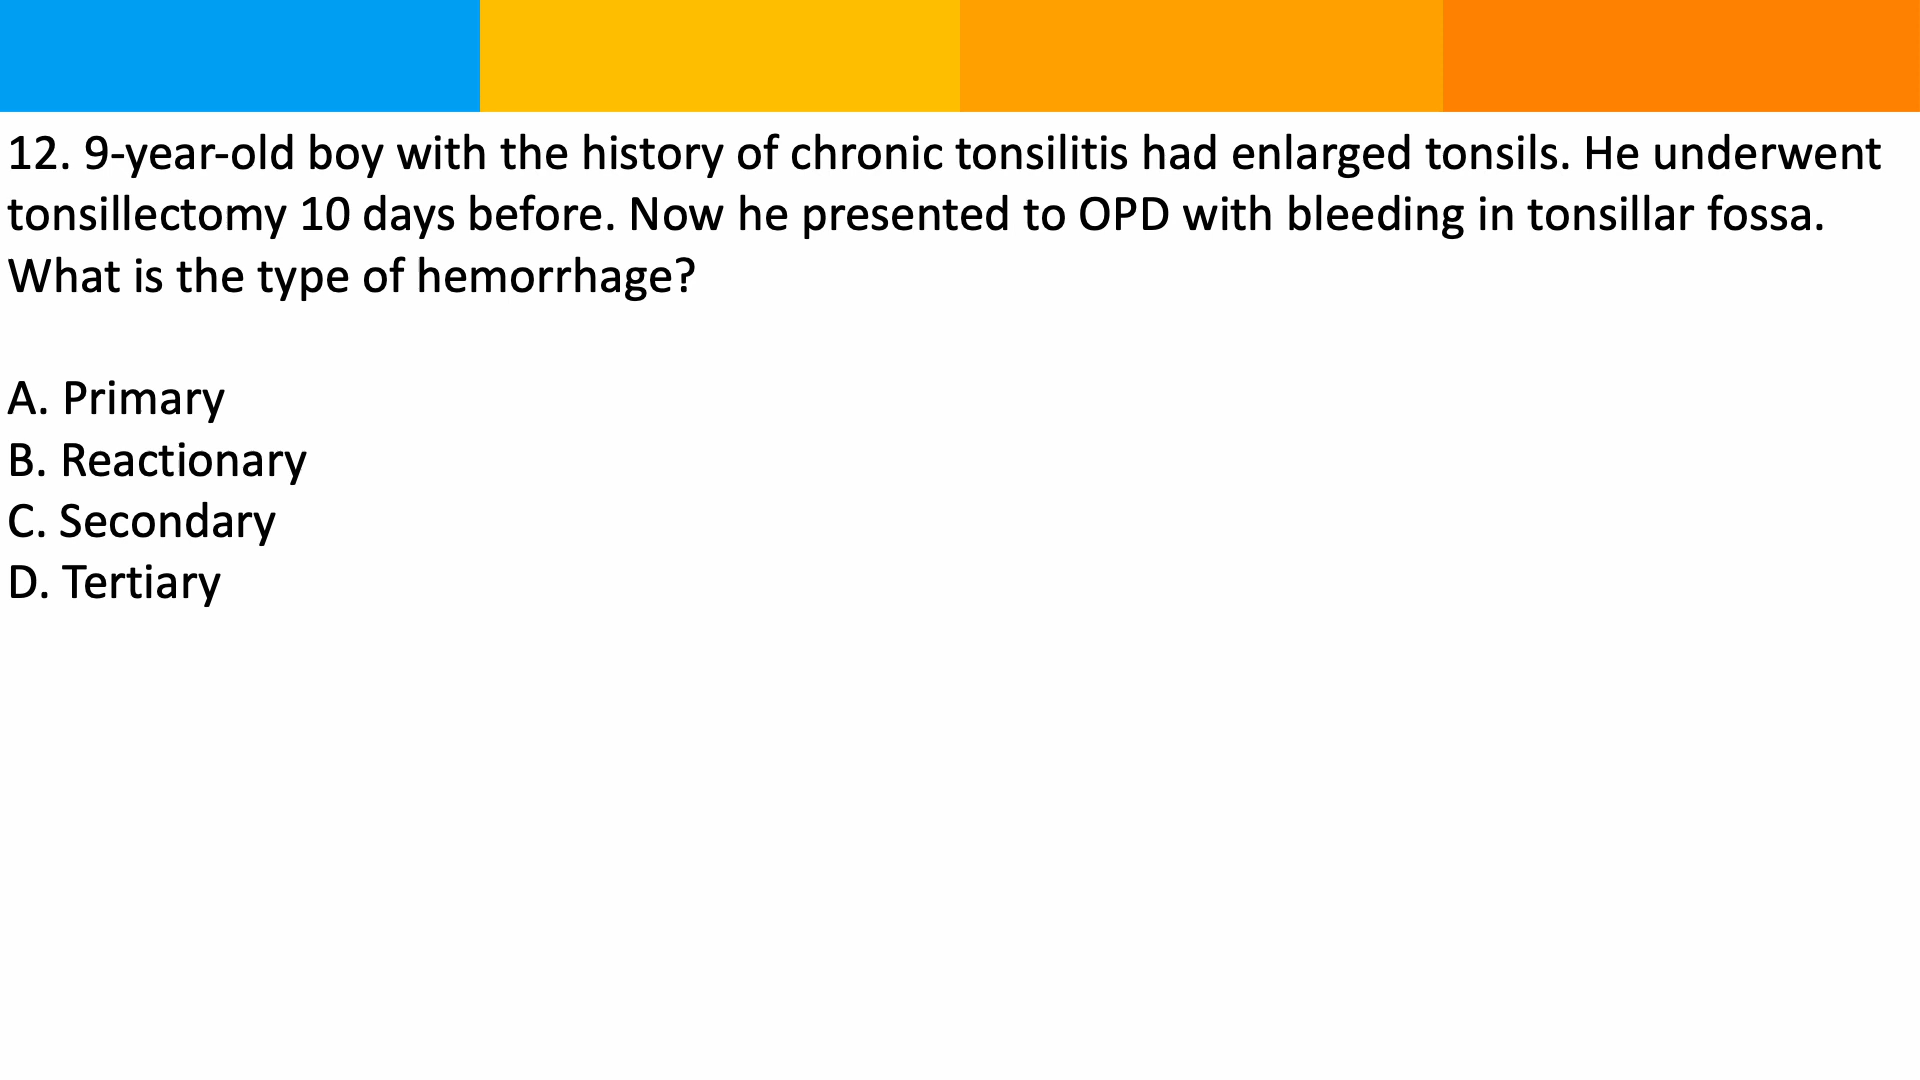 12. 9-year-old boy with the history of chronic tonsilitis had enlarged tonsils. He underwent
tonsillectomy 10 days before. Now he presented to OPD with bleeding in tonsillar fossa.
What is the type of hemorrhage?
A. Primary
B. Reactionary
C. Secondary
D. Tertiary